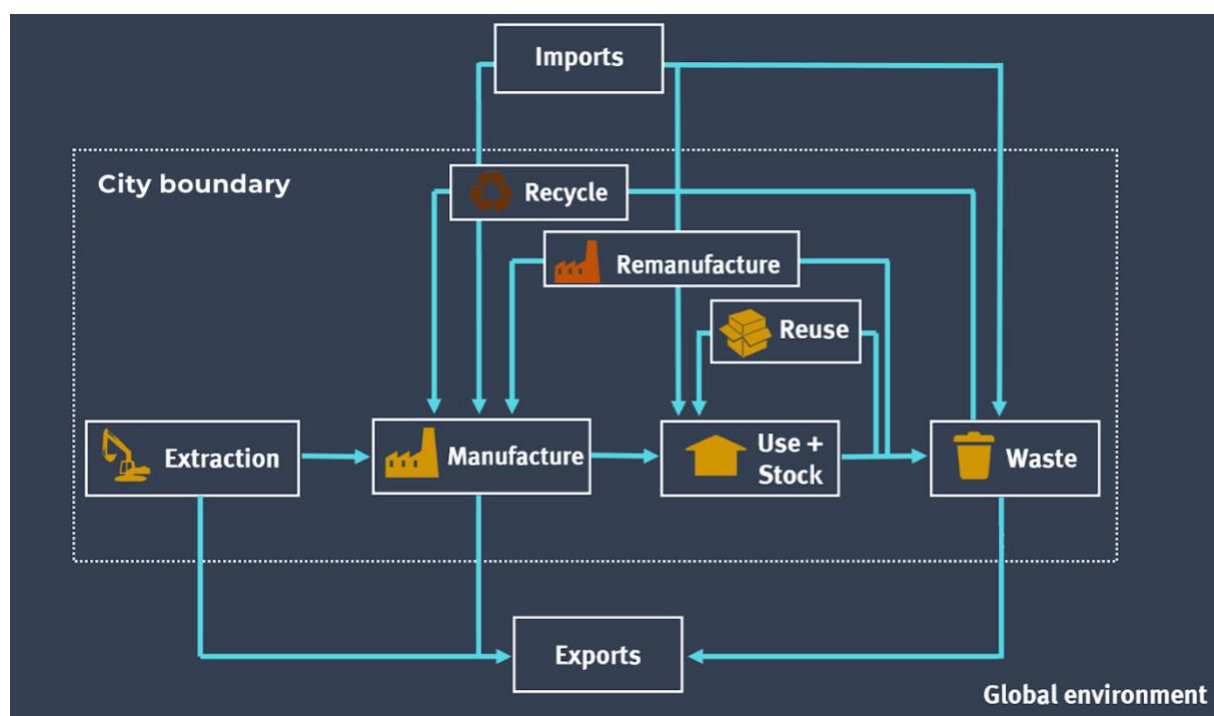 Imports
City boundary
Recycle
Remanufacture
Reuse
Extraction
Manufacture
Use +
Stock
Waste
Exports
Global environment